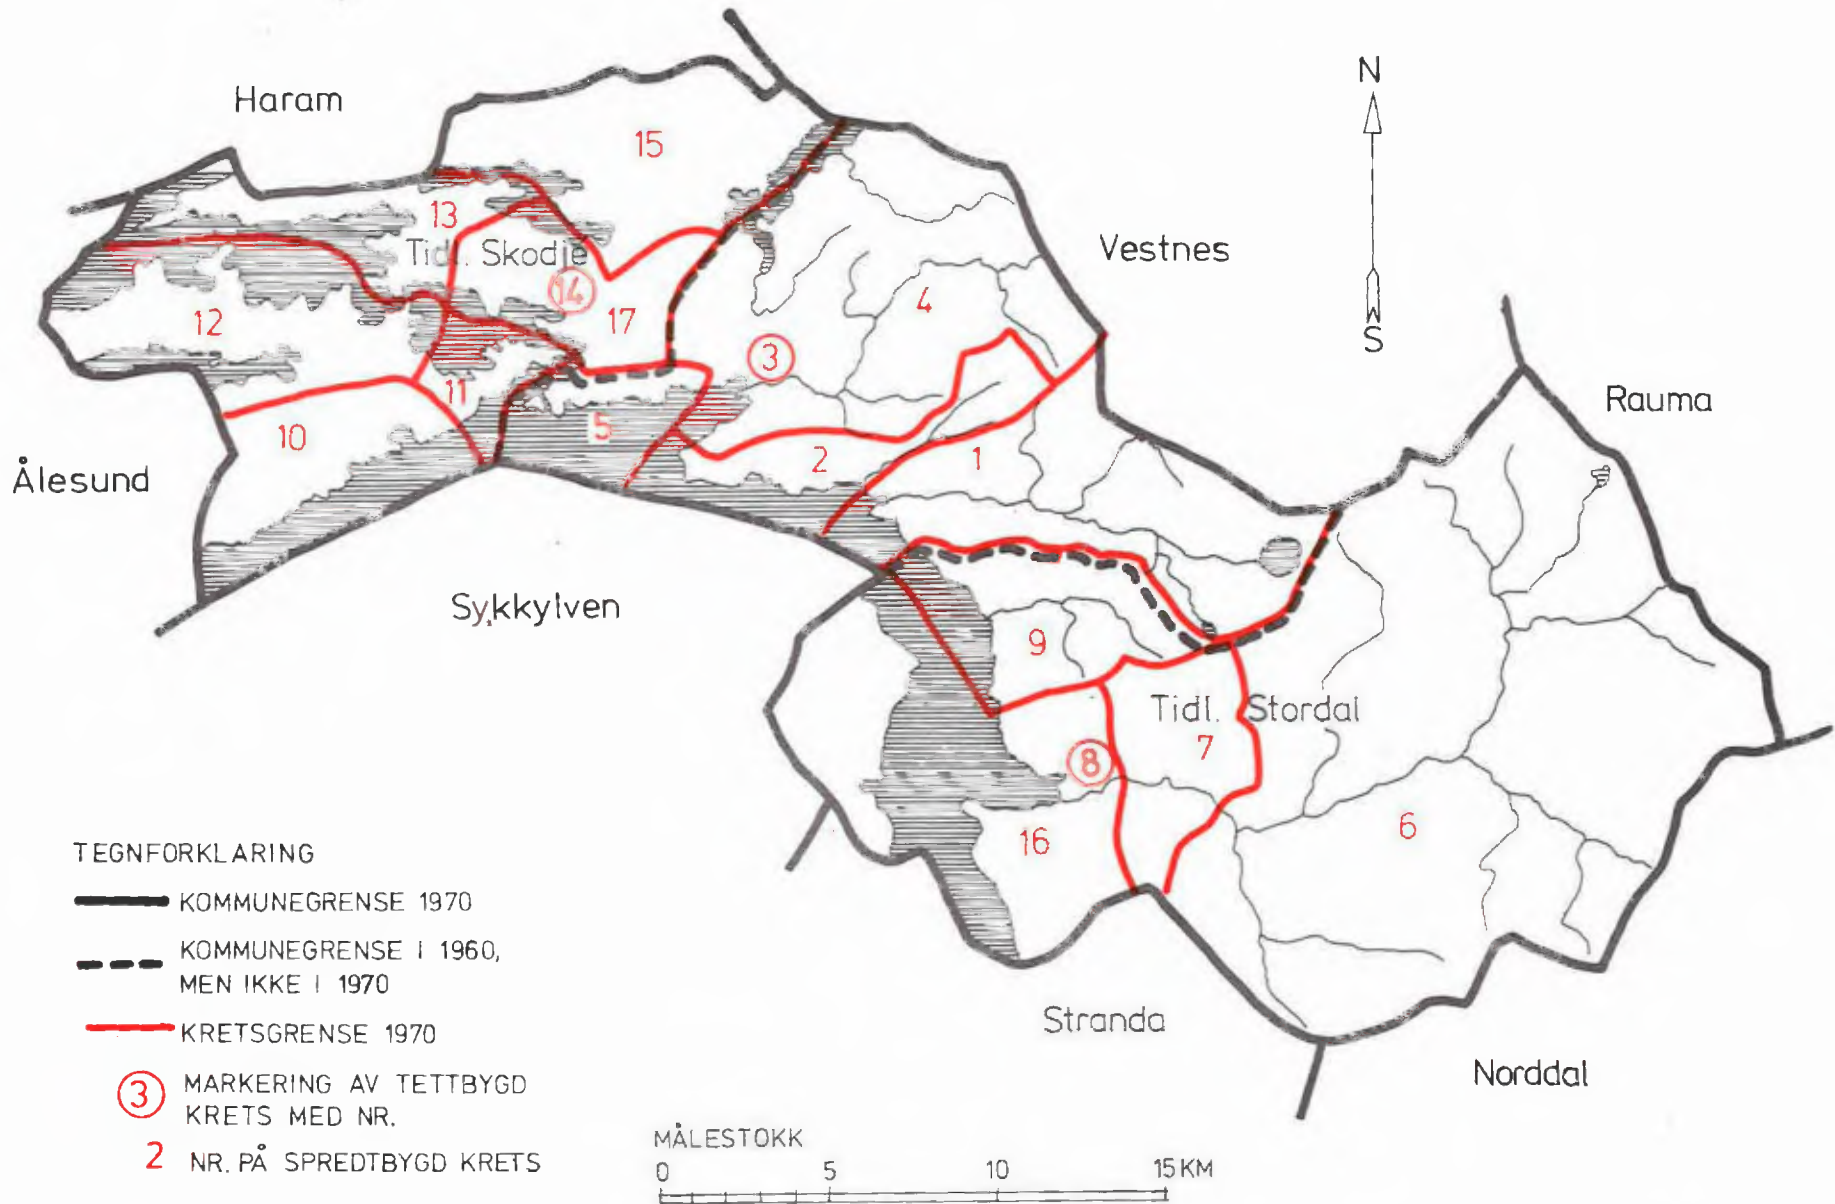 Haram
N
15
13
Tidl. Skodje
Vestnes
14
4
12
17
S
3
11
Rauma
5
10
2
1
Ålesund
Sykkylven
9
Tidl. Stordal
7
8
6
16
TEGNFORKLARING
KOMMUNEGRENSE 1970
KOMMUNEGRENSE I 1960,
MEN IKKE I 1970
KRETSGRENSE 1970
Stranda
Norddal
3 MARKERING AV TETTBYGD
KRETS MED NR.
2 NR. PÅ SPREDTBYGD KRETS
MÅLESTOKK
0 5 10 15 KM